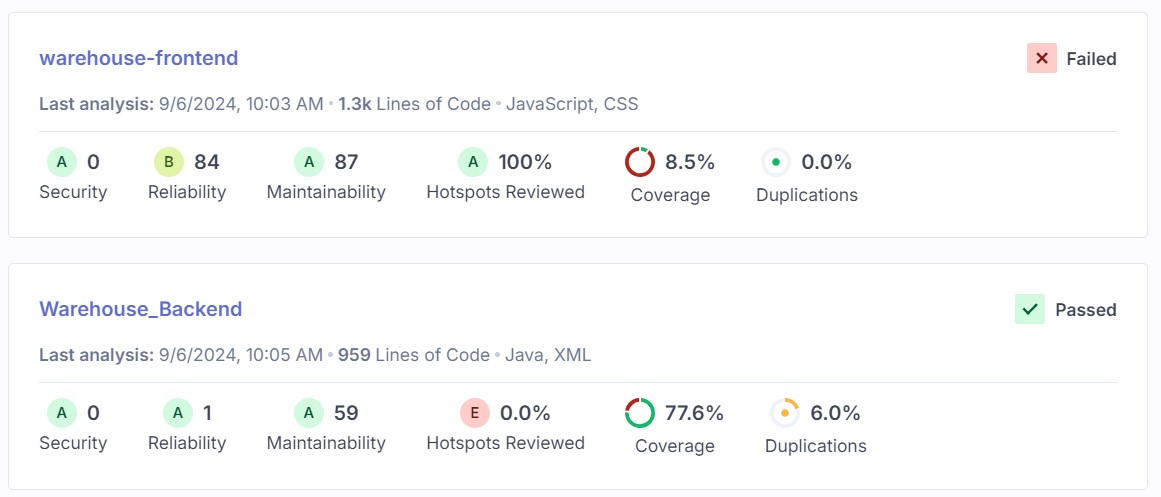 warehouse-frontend
Failed
Last analysis: 9/6/2024, 10:03 AM • 1.3k Lines of Code • JavaScript, CSS
A 0 B 84 A 87 A 100% 8.5% 0.0%
Security Reliability Maintainability Hotspots Reviewed Coverage Duplications
Warehouse_Backend
Passed
Last analysis: 9/6/2024, 10:05 AM • 959 Lines of Code • Java, XML
A 0 A 1 A 59 E 0.0% 77.6% 6.0%
Security Reliability Maintainability Hotspots Reviewed Coverage Duplications